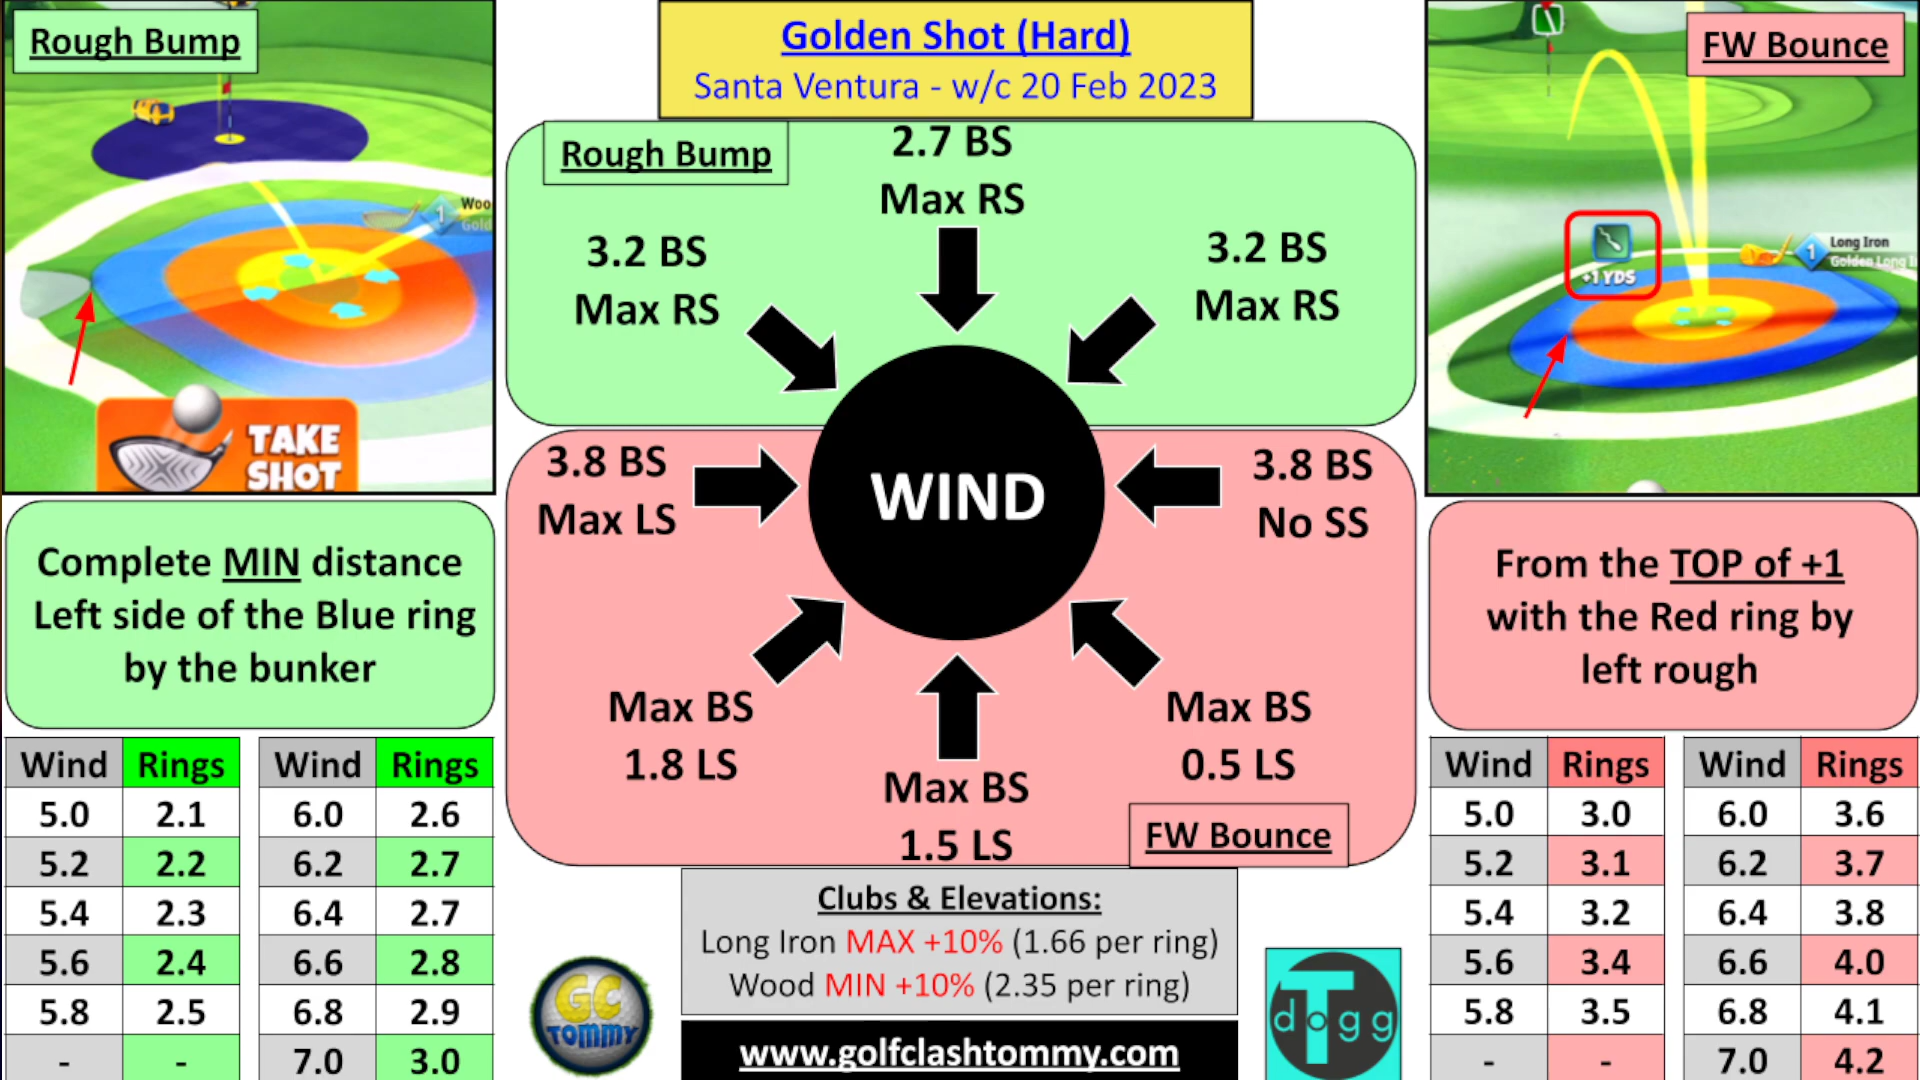 Rough Bump
Golden Shot (Hard)
Santa Ventura - w/c 20 Feb 2023
FW Bounce
1 Woo
Gold
TAKE
SHOT
+1 YDS
1 Long Iron
Golden Long I
Rough Bump
2.7 BS
Max RS
3.2 BS
Max RS
3.2 BS
Max RS
WIND
3.8 BS
Max LS
3.8 BS
No SS
Max BS
1.8 LS
Max BS
1.5 LS
Max BS
0.5 LS
FW Bounce
Complete MIN distance
Left side of the Blue ring
by the bunker
From the TOP of +1
with the Red ring by
left rough
Wind Rings Wind Rings
5.0 2.1 6.0 2.6
5.2 2.2 6.2 2.7
5.4 2.3 6.4 2.7
5.6 2.4 6.6 2.8
5.8 2.5 6.8 2.9
- - 7.0 3.0
Clubs & Elevations:
Long Iron MAX +10% (1.66 per ring)
Wood MIN +10% (2.35 per ring)
GC
TOMMY
www.golfclashtommy.com
T
dogg
Wind Rings Wind Rings
5.0 3.0 6.0 3.6
5.2 3.1 6.2 3.7
5.4 3.2 6.4 3.8
5.6 3.4 6.6 4.0
5.8 3.5 6.8 4.1
- - 7.0 4.2